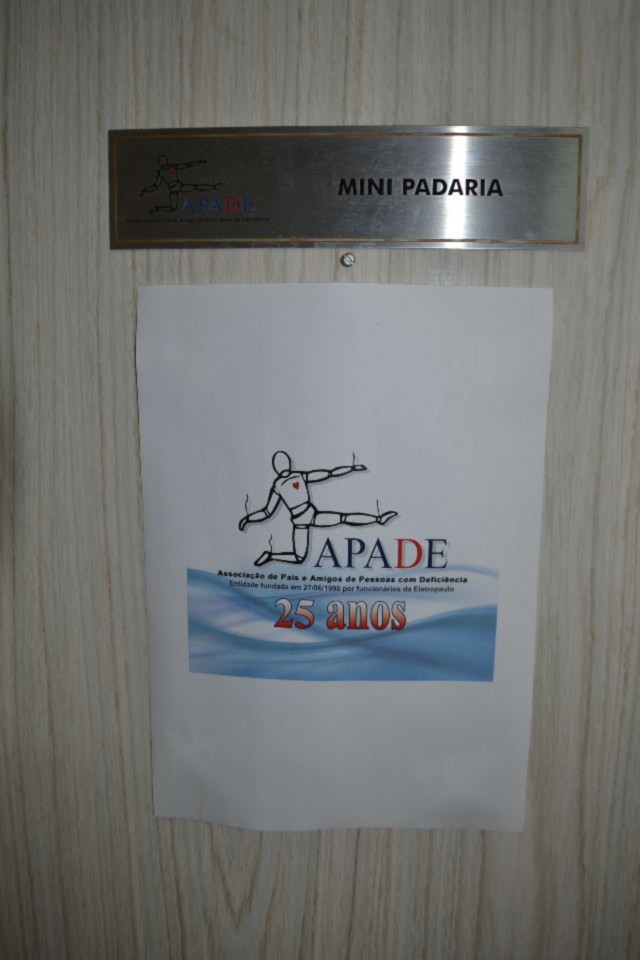 APADE
MINI PADARIA
APADE
Associação de Pais e Amigos de Pessoas com Deficiência
Entidade fundada em 27/06/1990 por funcionários da Eletropaulo
25 anos